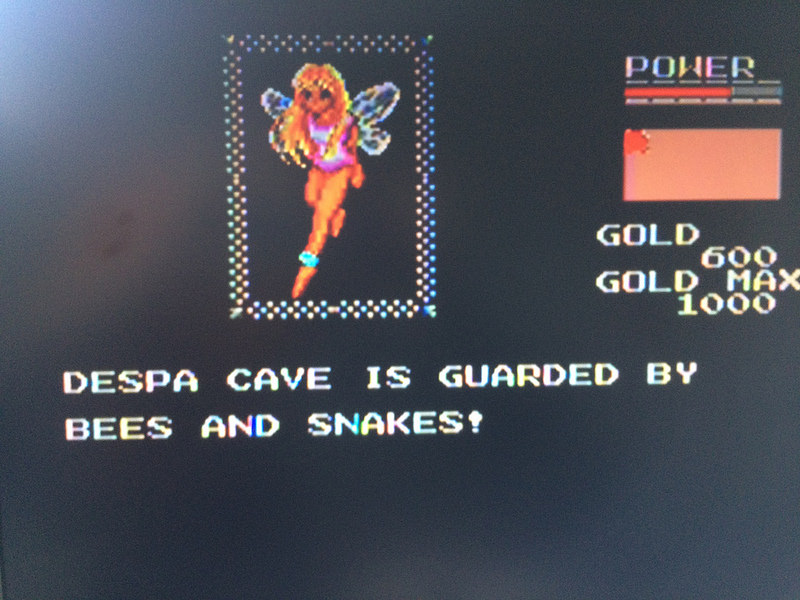 POWER
GOLD
600
GOLD MAX
1000
DESPA CAVE IS GUARDED BY
BEES AND SNAKES!